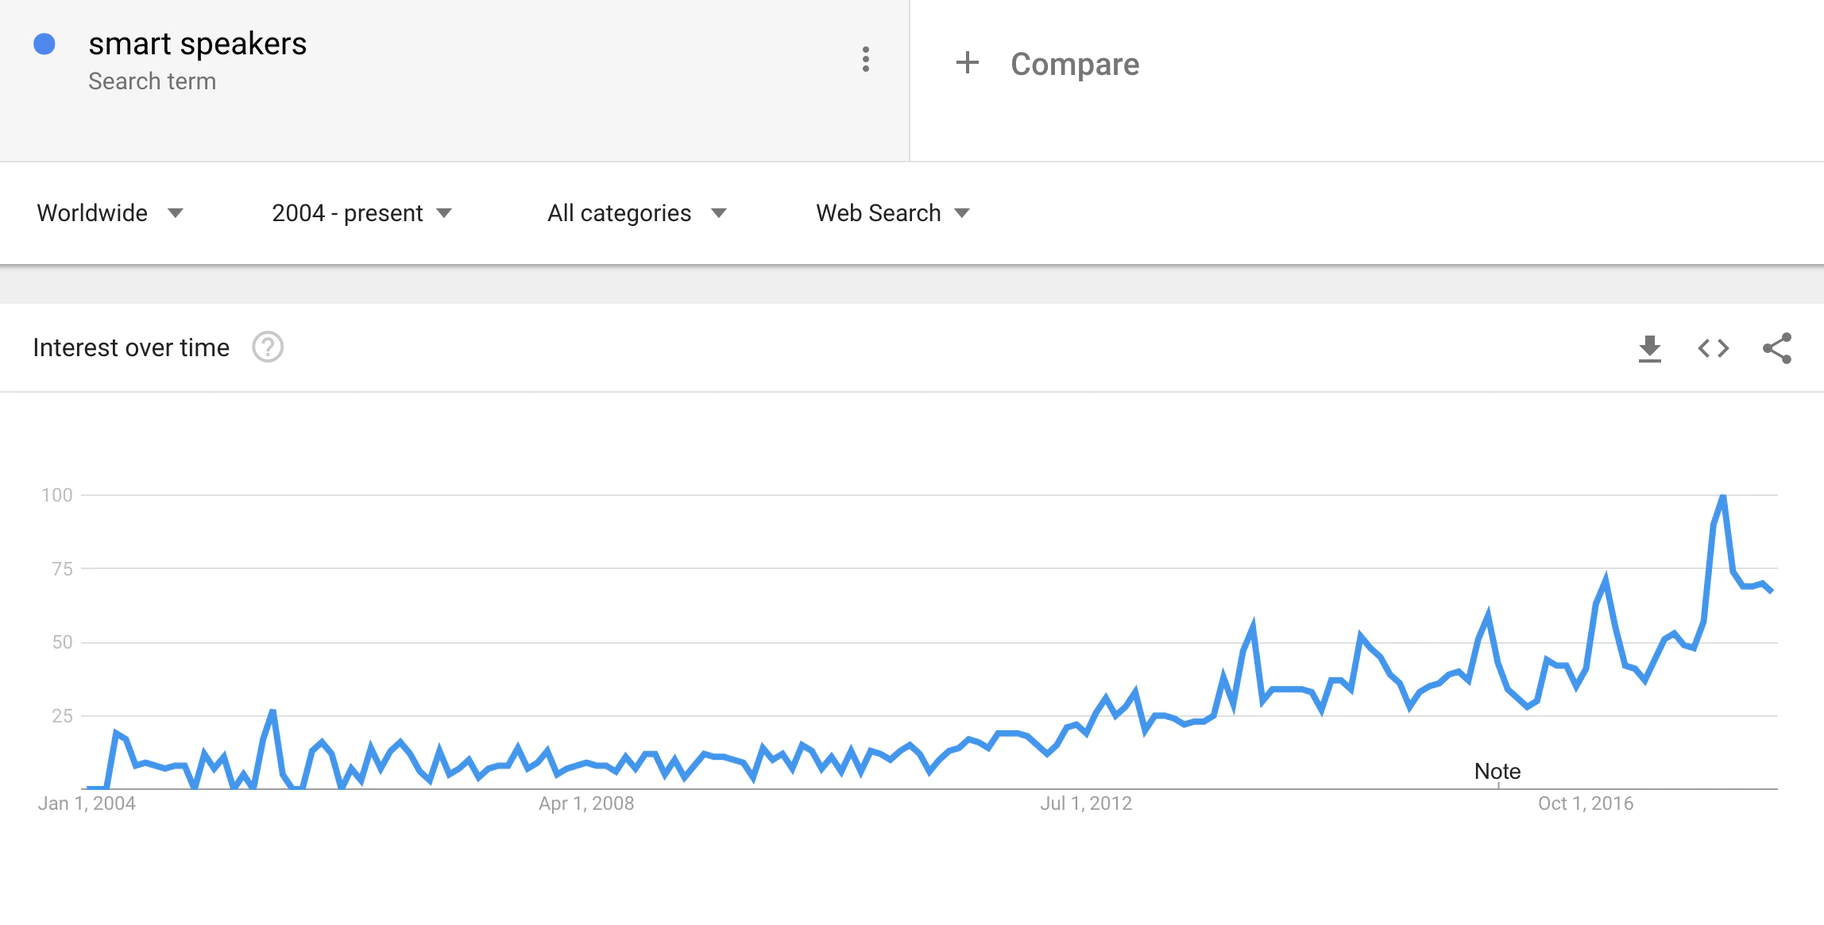 smart speakers
Search term
+ Compare
Worldwide
2004 - present
All categories
Web Search
Interest over time ?
100
75
50
25
Note
Jan 1, 2004
Apr 1, 2008
Jul 1, 2012
Oct 1, 2016